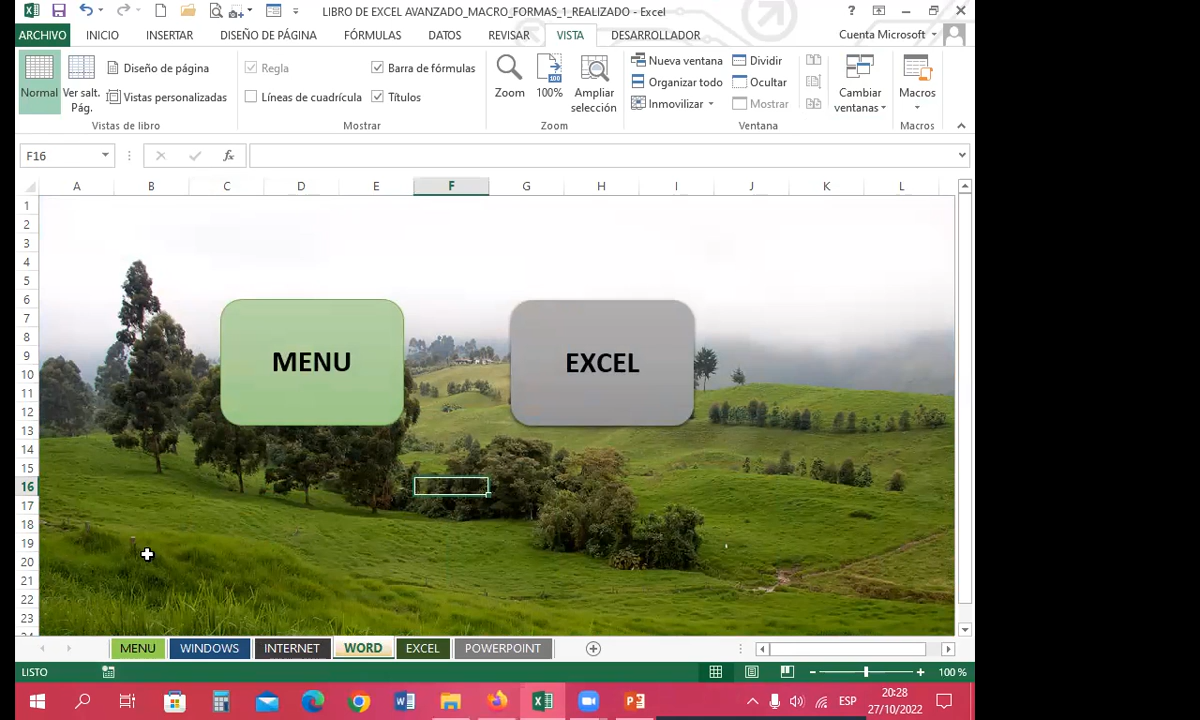 LIBRO DE EXCEL AVANZADO_MACRO_FORMAS_1_REALIZADO - Excel
?
ARCHIVO INICIO INSERTAR DISEÑO DE PÁGINA FÓRMULAS DATOS REVISAR VISTA DESARROLLADOR Cuenta Microsoft
Normal
Ver salt. Pág.
Diseño de página
Vistas personalizadas
Vistas de libro
Regla
Barra de fórmulas
Líneas de cuadrícula
Títulos
Mostrar
Zoom
100%
Ampliar selección
Zoom
Nueva ventana
Organizar todo
Inmovilizar
Dividir
Ocultar
Mostrar
Cambiar ventanas
Ventana
Macros
Macros
F16
fx
A B C D E F G H I J K L
1
2
3
4
5
6
7
8
9
10
11
12
13
14
15
16
17
18
19
20
21
22
23
24
MENU
EXCEL
MENU WINDOWS INTERNET WORD EXCEL POWERPOINT
LISTO
100 %
ESP
20:28
27/10/2022